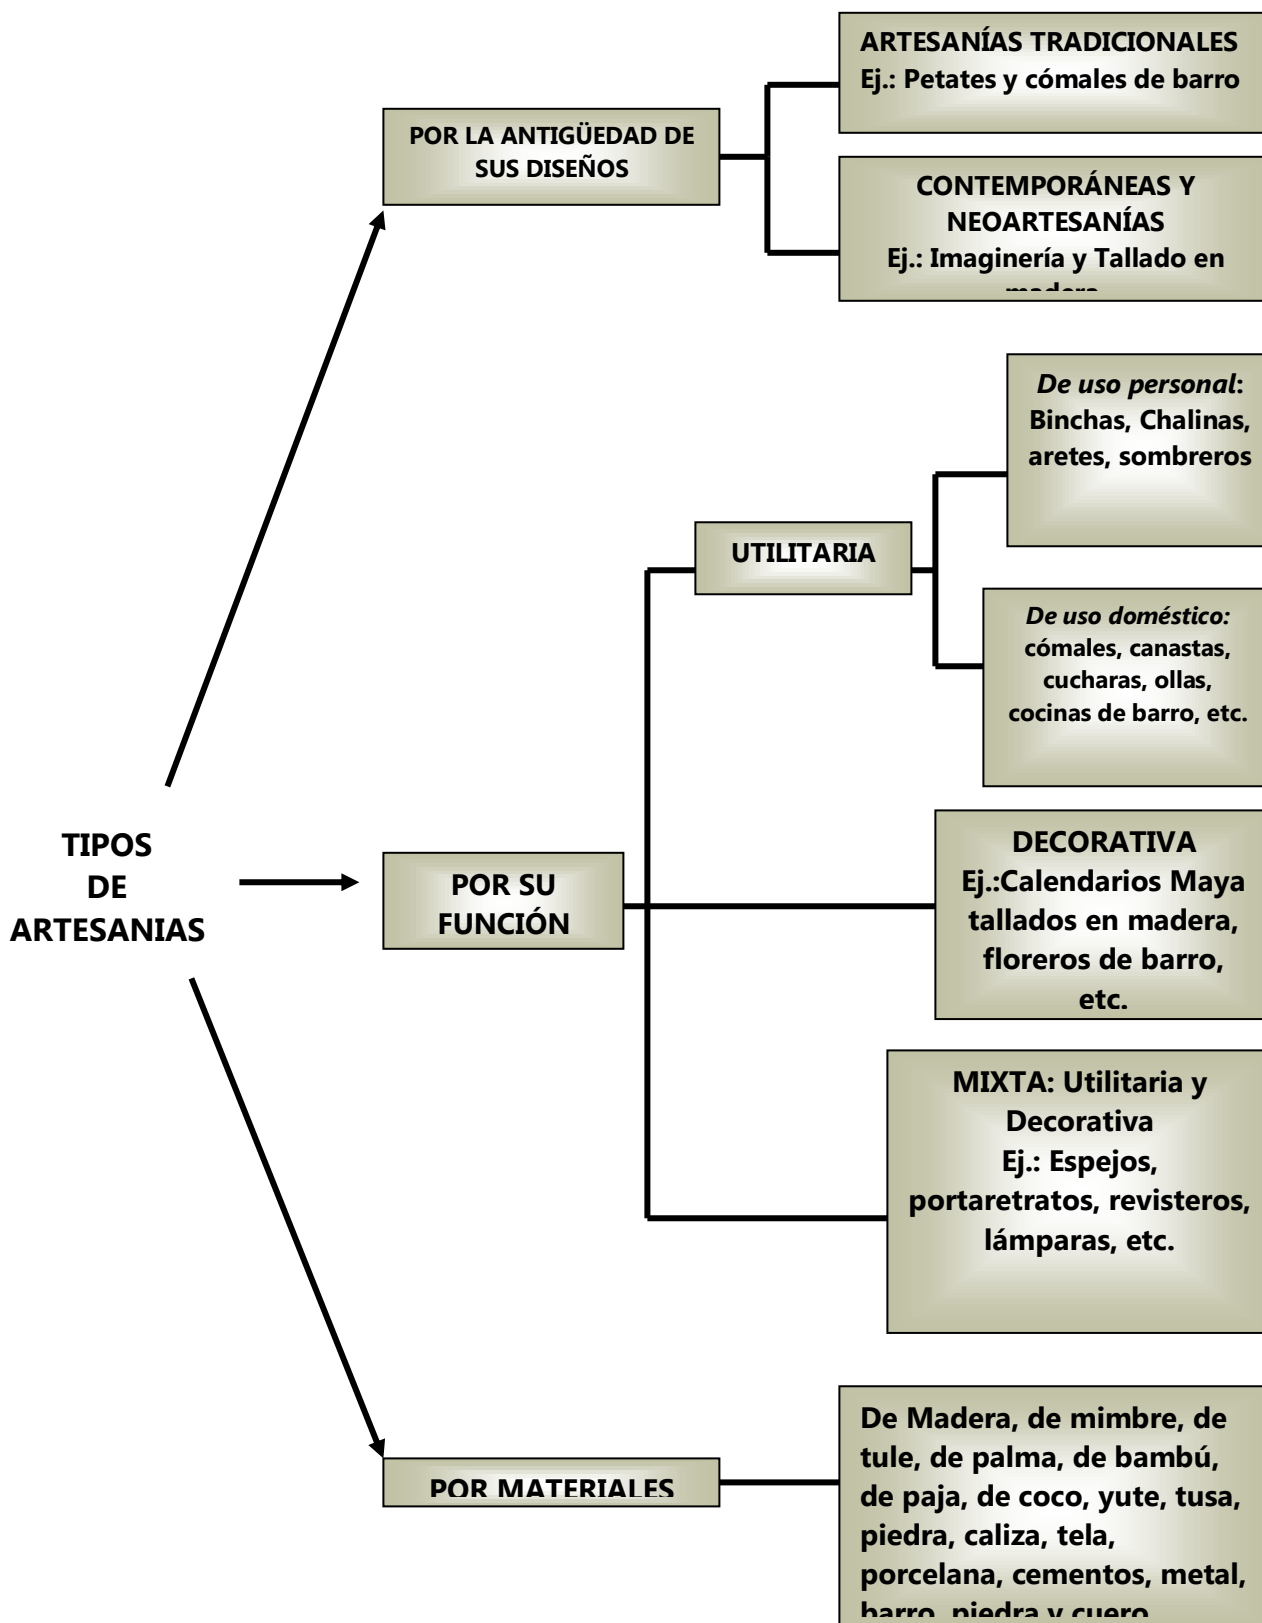 ARTESANÍAS TRADICIONALES
Ej.: Petates y cómales de barro
POR LA ANTIGÜEDAD DE
SUS DISEÑOS
CONTEMPORÁNEAS Y
NEOARTESANÍAS
Ej.: Imaginería y Tallado en
madera
De uso personal:
Binchas, Chalinas,
aretes, sombreros
UTILITARIA
De uso doméstico:
cómales, canastas,
cucharas, ollas,
cocinas de barro, etc.
TIPOS
DE
ARTESANIAS
POR SU
FUNCIÓN
DECORATIVA
Ej.:Calendarios Maya
tallados en madera,
floreros de barro,
etc.
MIXTA: Utilitaria y
Decorativa
Ej.: Espejos,
portaretratos, revisteros,
lámparas, etc.
POR MATERIALES
De Madera, de mimbre, de
tule, de palma, de bambú,
de paja, de coco, yute, tusa,
piedra, caliza, tela,
porcelana, cementos, metal,
barro, piedra y cuero